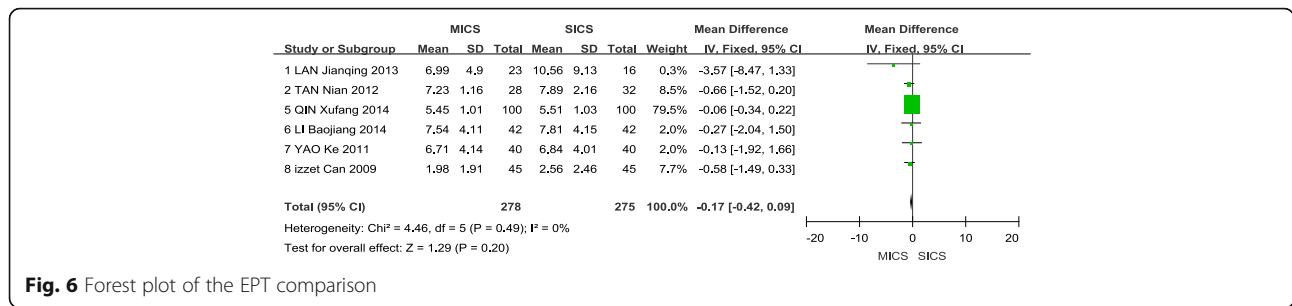 MICS SICS Mean Difference Mean Difference
Study or Subgroup Mean SD Total Mean SD Total Weight IV, Fixed, 95% CI IV, Fixed, 95% CI
1 LAN Jianqing 2013 6.99 4.9 23 10.56 9.13 16 0.3% -3.57 [-8.47, 1.33]
2 TAN Nian 2012 7.23 1.16 28 7.89 2.16 32 8.5% -0.66 [-1.52, 0.20]
5 QIN Xufang 2014 5.45 1.01 100 5.51 1.03 100 79.5% -0.06 [-0.34, 0.22]
6 LI Baojiang 2014 7.54 4.11 42 7.81 4.15 42 2.0% -0.27 [-2.04, 1.50]
7 YAO Ke 2011 6.71 4.14 40 6.84 4.01 40 2.0% -0.13 [-1.92, 1.66]
8 izzet Can 2009 1.98 1.91 45 2.56 2.46 45 7.7% -0.58 [-1.49, 0.33]
Total (95% CI) 278 275 100.0% -0.17 [-0.42, 0.09]
Heterogeneity: Chi² = 4.46, df = 5 (P = 0.49); I² = 0%
Test for overall effect: Z = 1.29 (P = 0.20)
-20 -10 0 10 20
MICS SICS
Fig. 6 Forest plot of the EPT comparison